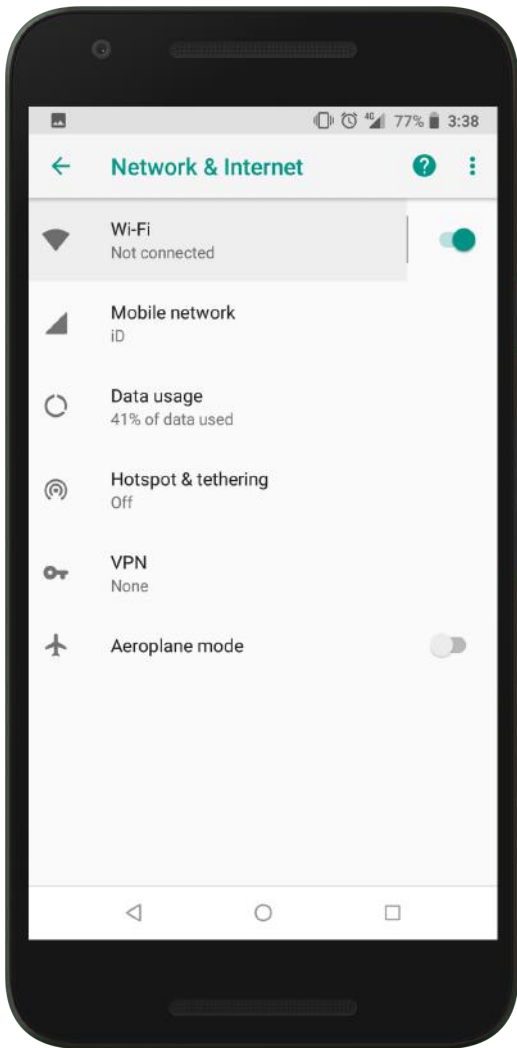 4G 77% 3:38
Network & Internet
Wi-Fi
Not connected
Mobile network
iD
Data usage
41% of data used
Hotspot & tethering
Off
VPN
None
Aeroplane mode